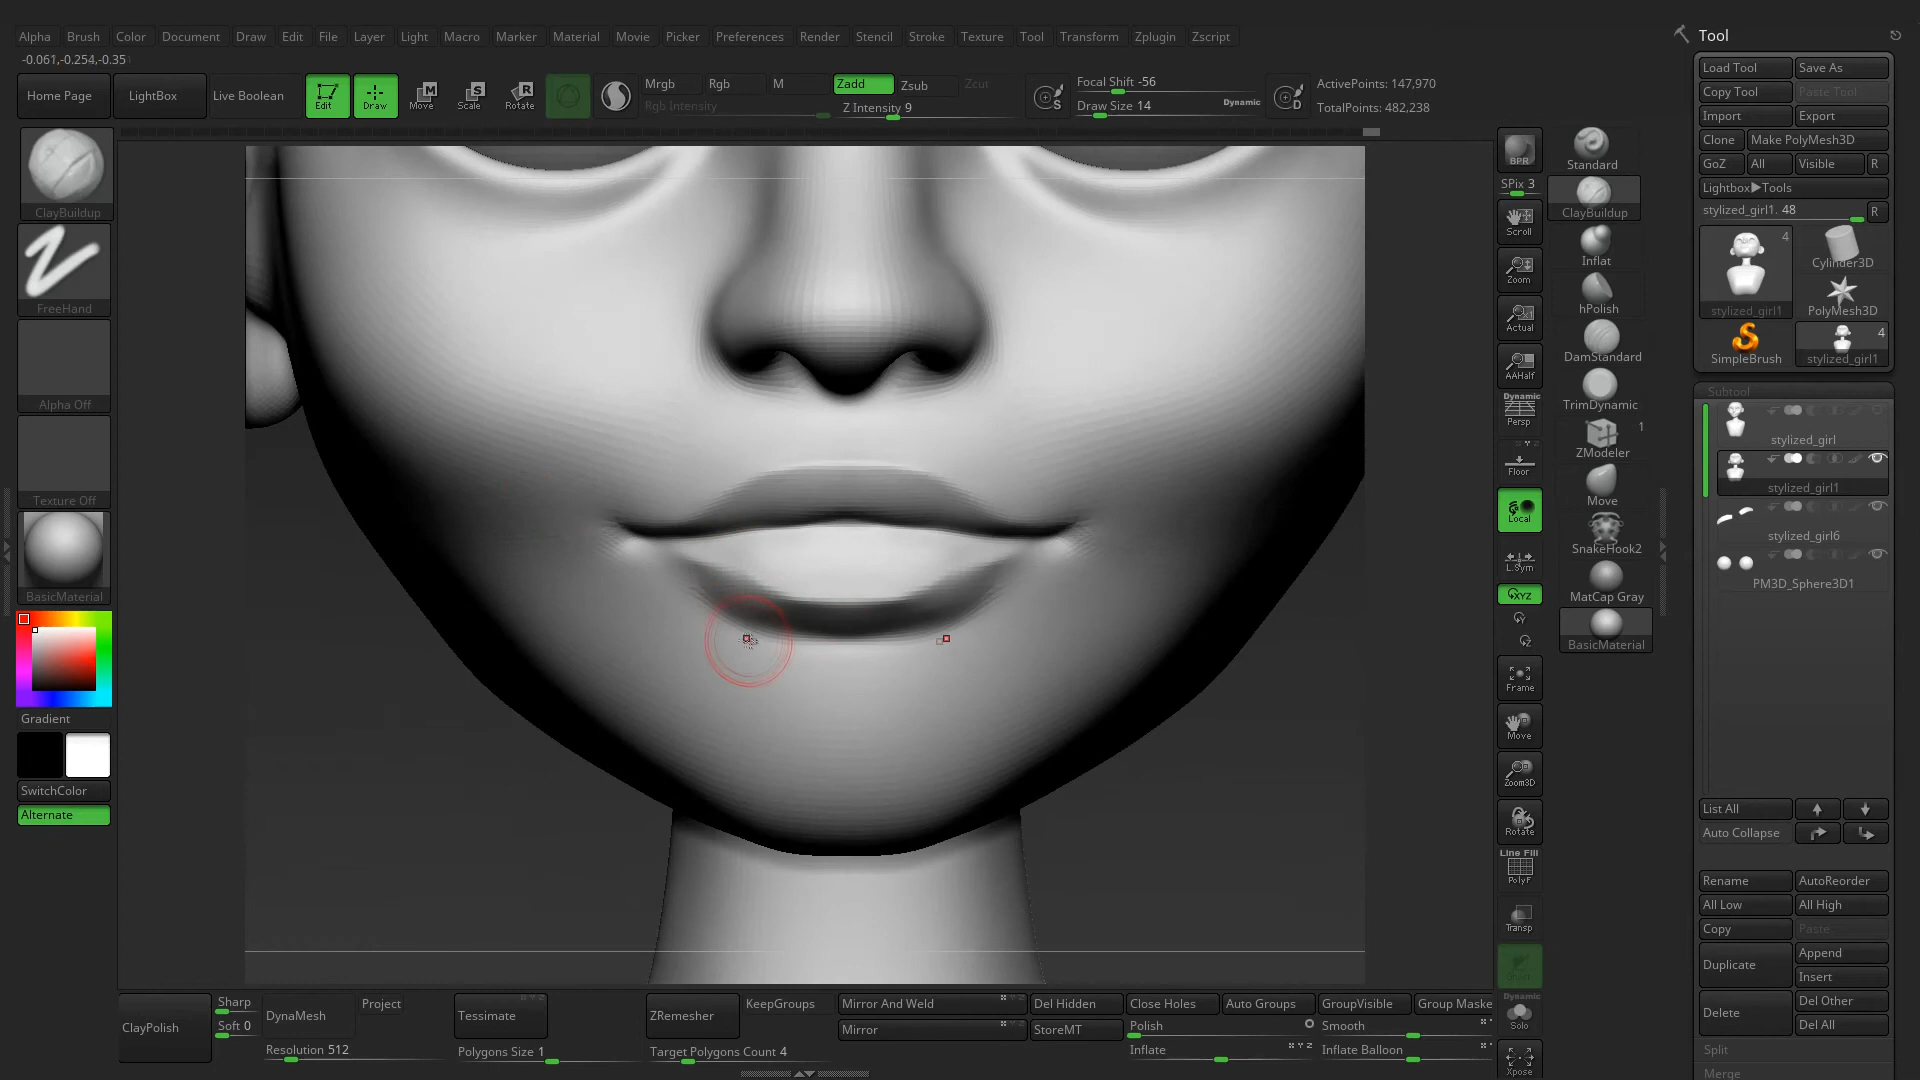 Alpha Brush Color Document Draw Edit File Layer Light Macro Marker Material Movie Picker Preferences Render Stencil Stroke Texture Tool Transform Zplugin Zscript
-0.061,-0.254,-0.35
Home Page LightBox Live Boolean Edit Draw Move Scale Rotate
Mrgb Rgb M Zadd Zsub Zcut
Rgb Intensity Z Intensity 9
Focal Shift -56
Draw Size 14 Dynamic
ActivePoints: 147,970
TotalPoints: 482,238
ClayBuildup
FreeHand
Alpha Off
Texture Off
BasicMaterial
Gradient
SwitchColor
Alternate
BPR
SPix 3
Scroll
Zoom
Actual
AAHalf
Dynamic
Persp
Floor
Local
L.Sym
XYZ
Frame
Move
Zoom3D
Rotate
Line Fill
PolyF
Transp
Dynamic
Solo
Xpose
Standard
ClayBuildup
Inflat
hPolish
DamStandard
TrimDynamic
1
ZModeler
Move
SnakeHook2
MatCap Gray
BasicMaterial
Tool
Load Tool Save As
Copy Tool Paste Tool
Import Export
Clone Make PolyMesh3D
GoZ All Visible R
Lightbox▶Tools
stylized_girl1. 48 R
4
Cylinder3D
stylized_girl1 PolyMesh3D
4
SimpleBrush stylized_girl1
Subtool
stylized_girl
stylized_girl1
stylized_girl6
PM3D_Sphere3D1
List All
Auto Collapse
Rename AutoReorder
All Low All High
Copy Paste
Duplicate Append
Insert
Delete Del Other
Del All
Split
Merge
ClayPolish
Sharp
Soft 0
DynaMesh Project
Resolution 512
Tessimate
Polygons Size 1
ZRemesher KeepGroups
Target Polygons Count 4
Mirror And Weld Del Hidden Close Holes Auto Groups GroupVisible Group Maske
Mirror StoreMT Polish Smooth
Inflate Inflate Balloon